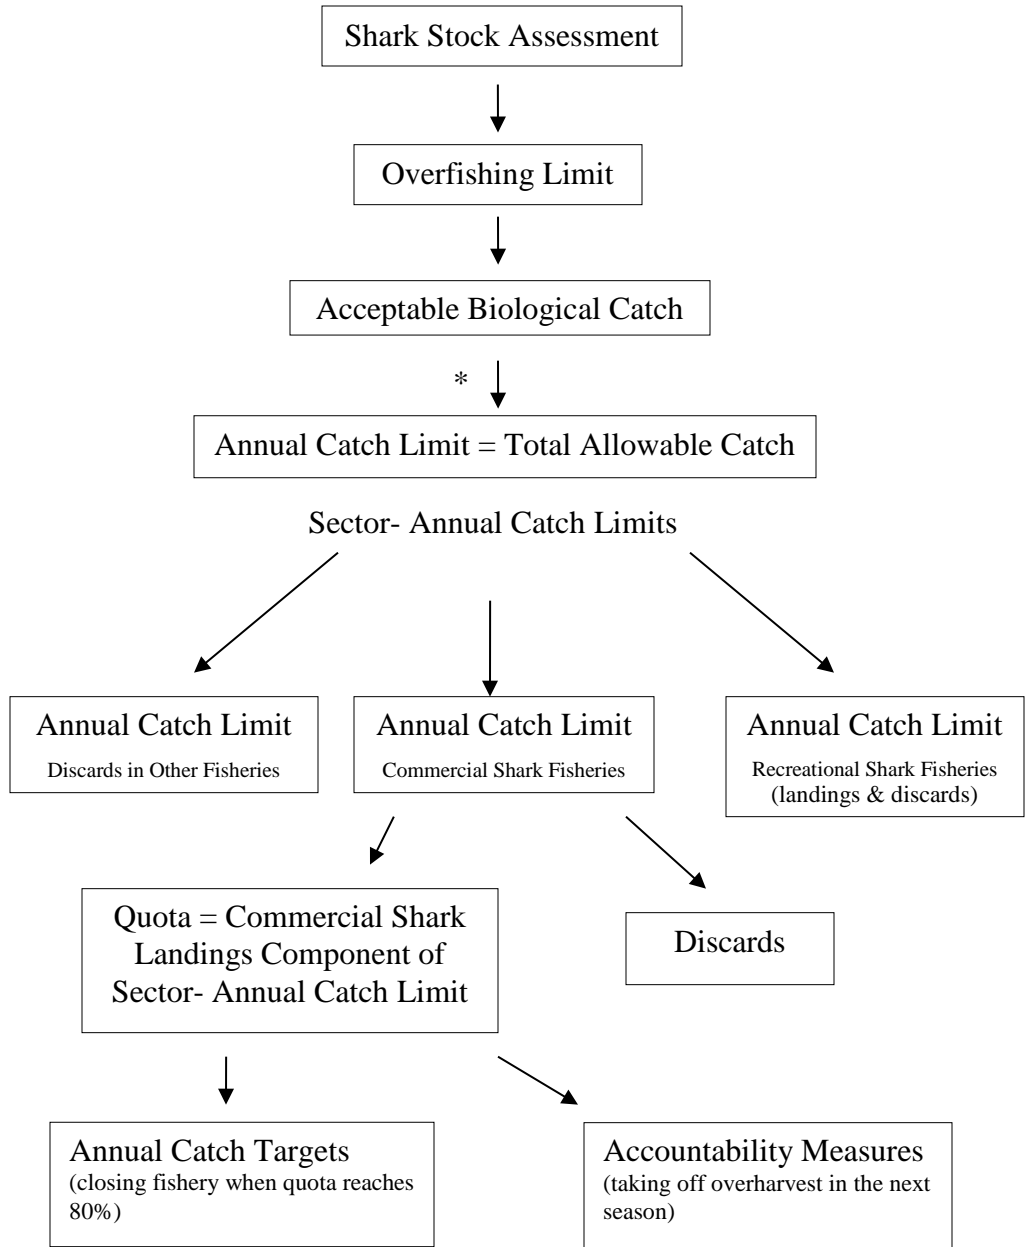 Shark Stock Assessment
Overfishing Limit
Acceptable Biological Catch
*
Annual Catch Limit = Total Allowable Catch
Sector- Annual Catch Limits
Annual Catch Limit
Discards in Other Fisheries
Annual Catch Limit
Commercial Shark Fisheries
Annual Catch Limit
Recreational Shark Fisheries
(landings & discards)
Quota = Commercial Shark
Landings Component of
Sector- Annual Catch Limit
Discards
Annual Catch Targets
(closing fishery when quota reaches
80%)
Accountability Measures
(taking off overharvest in the next
season)